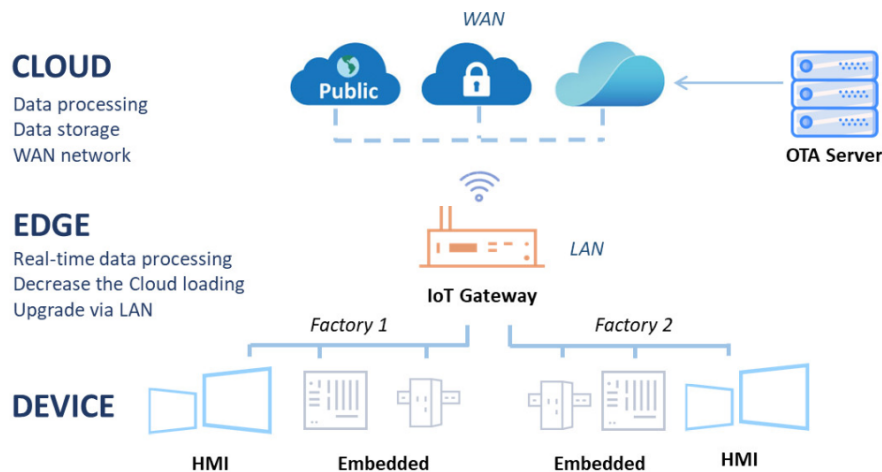 WAN
CLOUD
Public
Data processing
Data storage
WAN network
OTA Server
EDGE
LAN
Real-time data processing
Decrease the Cloud loading
Upgrade via LAN
IoT Gateway
Factory 1
Factory 2
DEVICE
HMI
Embedded
Embedded
HMI